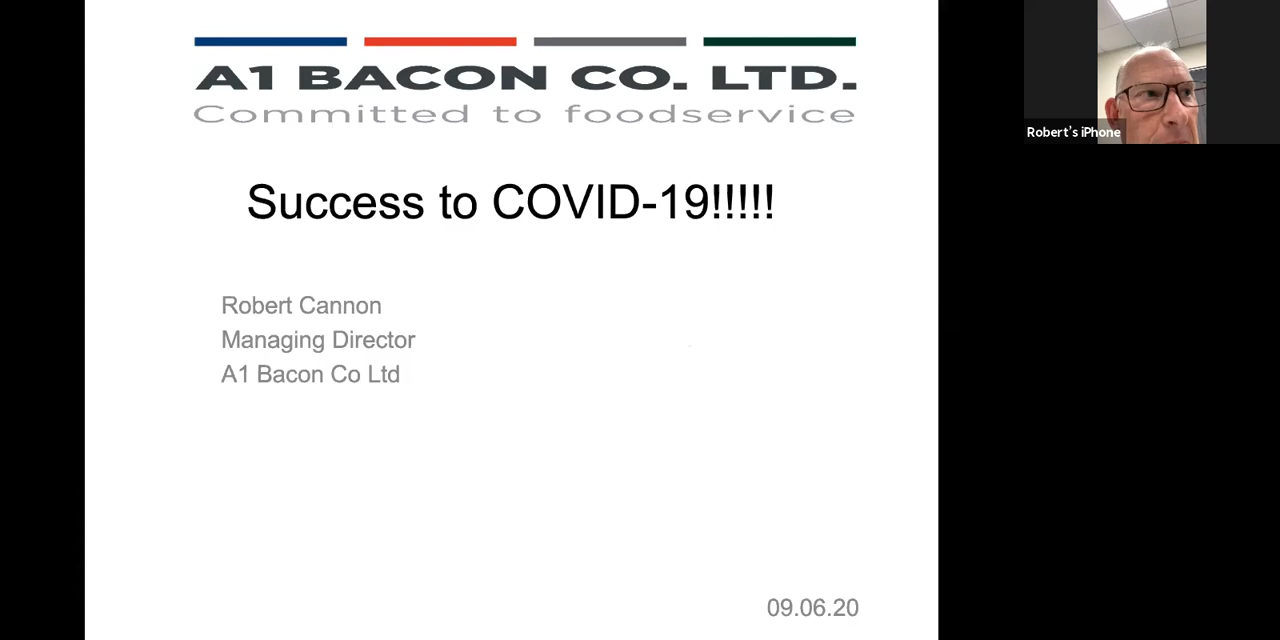 A1 BACON CO. LTD.
Committed to foodservice
Success to COVID-19!!!!!
Robert Cannon
Managing Director
A1 Bacon Co Ltd
09.06.20
Robert's iPhone